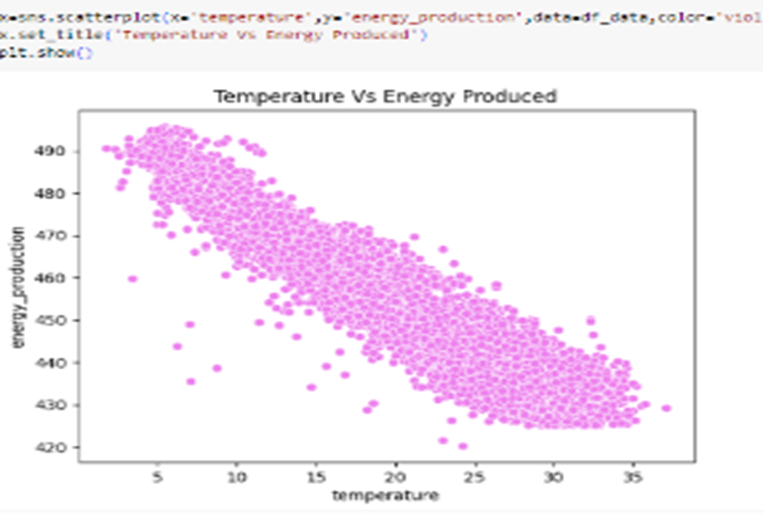 x=sns.scatterplot(x='temperature',y='energy_production',data=df_data,color='viol
x.set_title('Temperature Vs Energy Produced')
plt.show()
Temperature Vs Energy Produced
490
480
470
460
450
440
430
420
energy_production
5 10 15 20 25 30 35
temperature